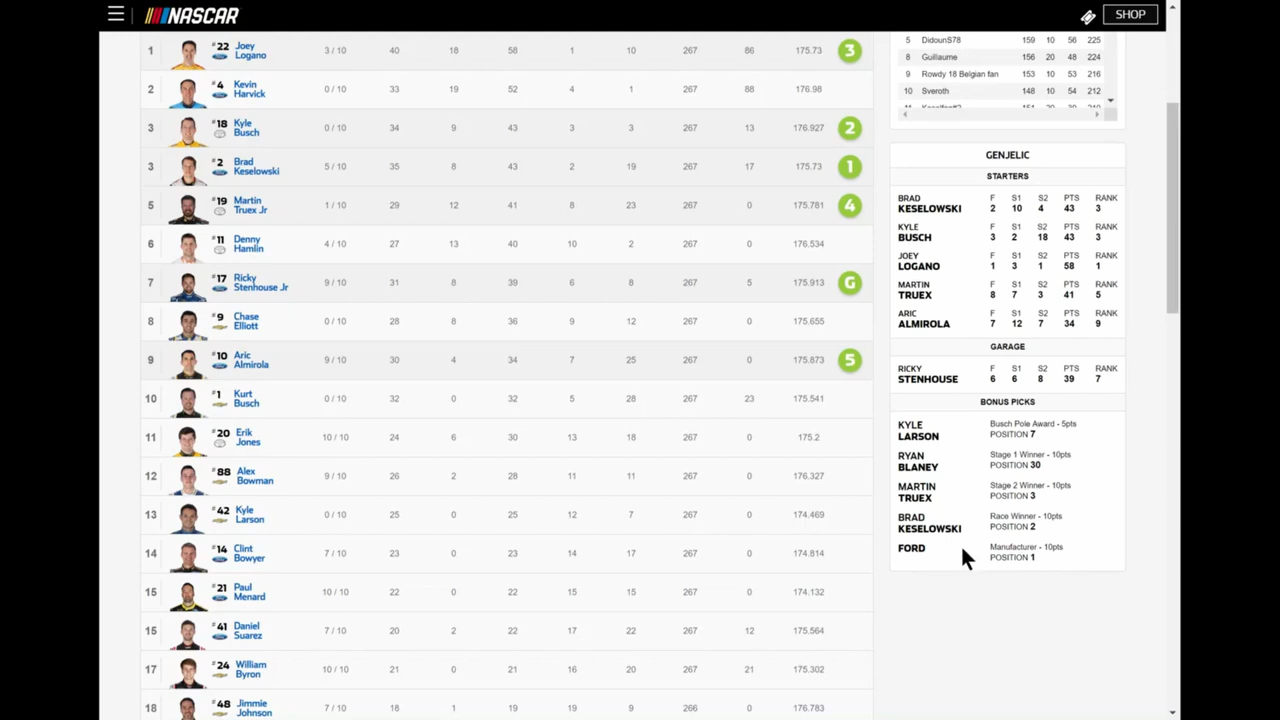 NASCAR
SHOP
1 #22 Joey Logano 3 / 10 40 18 58 1 10 267 86 175.73 3
2 #4 Kevin Harvick 0 / 10 33 19 52 4 1 267 88 176.98
3 #18 Kyle Busch 0 / 10 34 9 43 3 3 267 13 176.927 2
3 #2 Brad Keselowski 5 / 10 35 8 43 2 19 267 17 175.73 1
5 #19 Martin Truex Jr 1 / 10 29 12 41 8 23 267 0 175.781 4
6 #11 Denny Hamlin 4 / 10 27 13 40 10 2 267 0 176.534
7 #17 Ricky Stenhouse Jr 9 / 10 31 8 39 6 8 267 5 175.913 G
8 #9 Chase Elliott 0 / 10 28 8 36 9 12 267 0 175.655
9 #10 Aric Almirola 9 / 10 30 4 34 7 25 267 0 175.873 5
10 #1 Kurt Busch 0 / 10 32 0 32 5 28 267 23 175.541
11 #20 Erik Jones 7 / 10 24 6 30 13 18 267 0 175.2
12 #88 Alex Bowman 9 / 10 26 2 28 11 11 267 0 176.327
13 #42 Kyle Larson 0 / 10 25 0 25 12 7 267 0 174.469
14 #14 Clint Bowyer 7 / 10 23 0 23 14 17 267 0 174.814
15 #21 Paul Menard 10 / 10 22 0 22 15 15 267 0 174.132
15 #41 Daniel Suarez 7 / 10 20 2 22 17 22 267 12 175.564
17 #24 William Byron 10 / 10 21 0 21 16 20 267 21 175.302
18 #48 Jimmie Johnson 7 / 10 18 1 19 19 9 266 0 176.783
5 DidounS78 159 10 56 225
8 Guillaume 156 20 48 224
9 Rowdy 18 Belgian fan 153 10 53 216
10 Sveroth 148 10 54 212
GENJELIC
STARTERS
BRAD F S1 S2 PTS RANK
KESELOWSKI 2 10 4 43 3
KYLE F S1 S2 PTS RANK
BUSCH 3 2 18 43 3
JOEY F S1 S2 PTS RANK
LOGANO 1 3 1 58 1
MARTIN F S1 S2 PTS RANK
TRUEX 8 7 3 41 5
ARIC F S1 S2 PTS RANK
ALMIROLA 7 12 7 34 9
GARAGE
RICKY F S1 S2 PTS RANK
STENHOUSE 6 6 8 39 7
BONUS PICKS
KYLE Busch Pole Award - 5pts
LARSON POSITION 7
RYAN Stage 1 Winner - 10pts
BLANEY POSITION 30
MARTIN Stage 2 Winner - 10pts
TRUEX POSITION 3
BRAD Race Winner - 10pts
KESELOWSKI POSITION 2
FORD Manufacturer - 10pts
POSITION 1